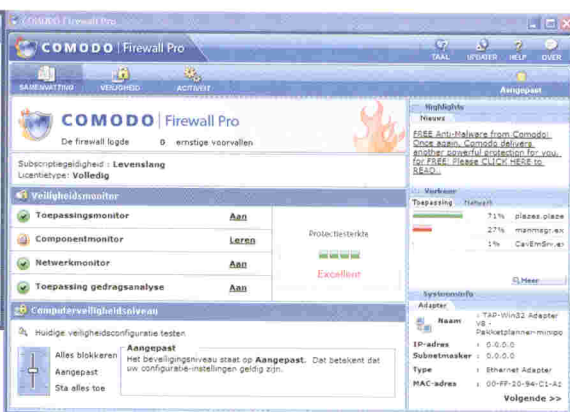 COMODO Firewall Pro
COMODO Firewall Pro
TAAL UPDATER HELP OVER
SAMENVATTING VEILIGHEID ACTIVITEIT
Aangepast
COMODO Firewall Pro
De firewall logde 0 ernstige voorvallen
Subscriptiegeldigheid : Levenslang
Licentietype: Volledig
Veiligheidsmonitor
Toepassingsmonitor Aan
Componentmonitor Leren
Netwerkmonitor Aan
Toepassing gedragsanalyse Aan
Protectiesterkte
Excellent
Computerveiligheidsniveau
Huidige veiligheidsconfiguratie testen
Alles blokkeren
Aangepast
Sta alles toe
Aangepast
Het beveiligingsniveau staat op Aangepast. Dat betekent dat
uw configuratie-instellingen geldig zijn.
Highlights
Nieuws
FREE Anti-Malware from Comodo!
Once again, Comodo delivers
another powerful protection for you,
for FREE! Please CLICK HERE to
READ...
Verkeer
Toepassing Netwerk
71% plazes.plaze
27% msnmsgr.ex
1% CavEmSrv.ex
Meer
Systeeminfo
Adapter
Naam : TAP-Win32 Adapter
V8 -
Pakketplanner-minipo
IP-adres : 0.0.0.0
Subnetmasker : 0.0.0.0
Type : Ethernet Adapter
MAC-adres : 00-FF-20-94-C1-A2
Volgende >>